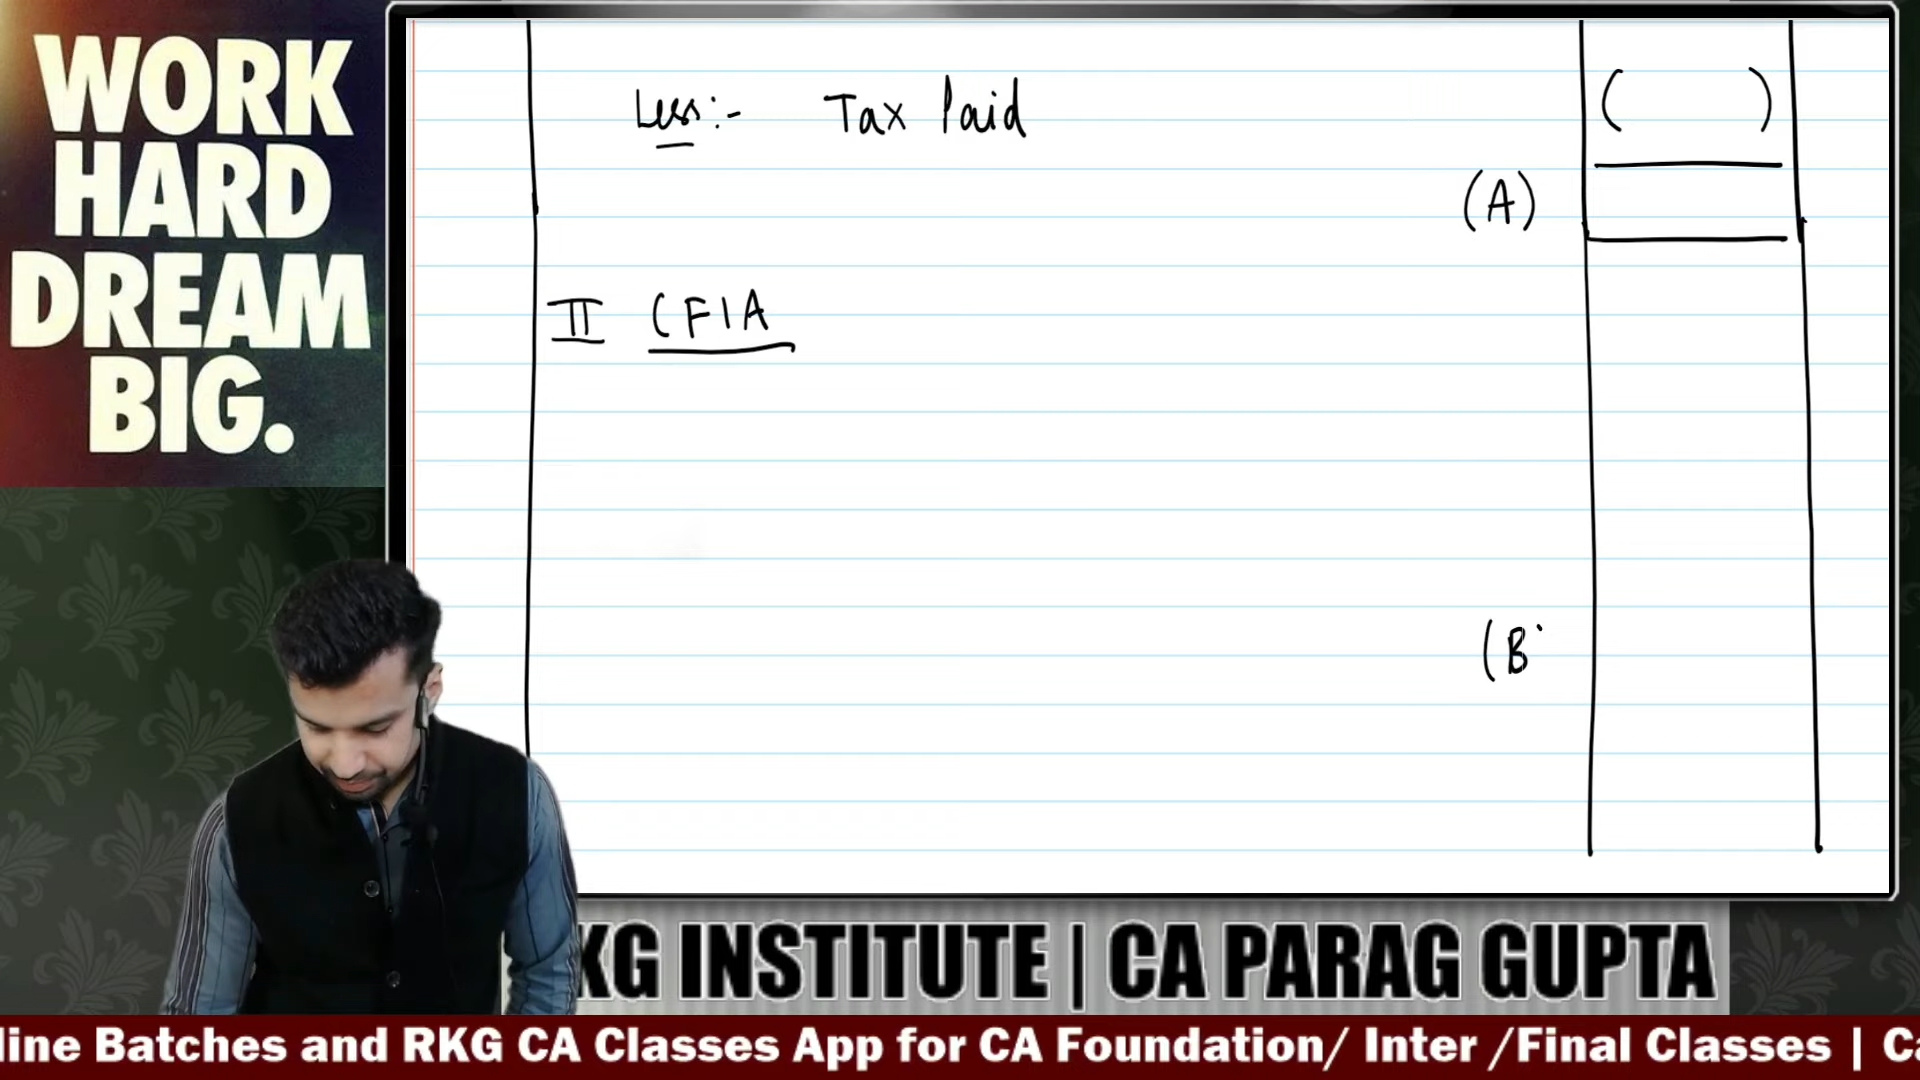 WORK
HARD
DREAM
BIG.
Less:- Tax Paid ( )
(A)
II CFIA
(B
KG INSTITUTE | CA PARAG GUPTA
line Batches and RKG CA Classes App for CA Foundation/ Inter /Final Classes | Ca